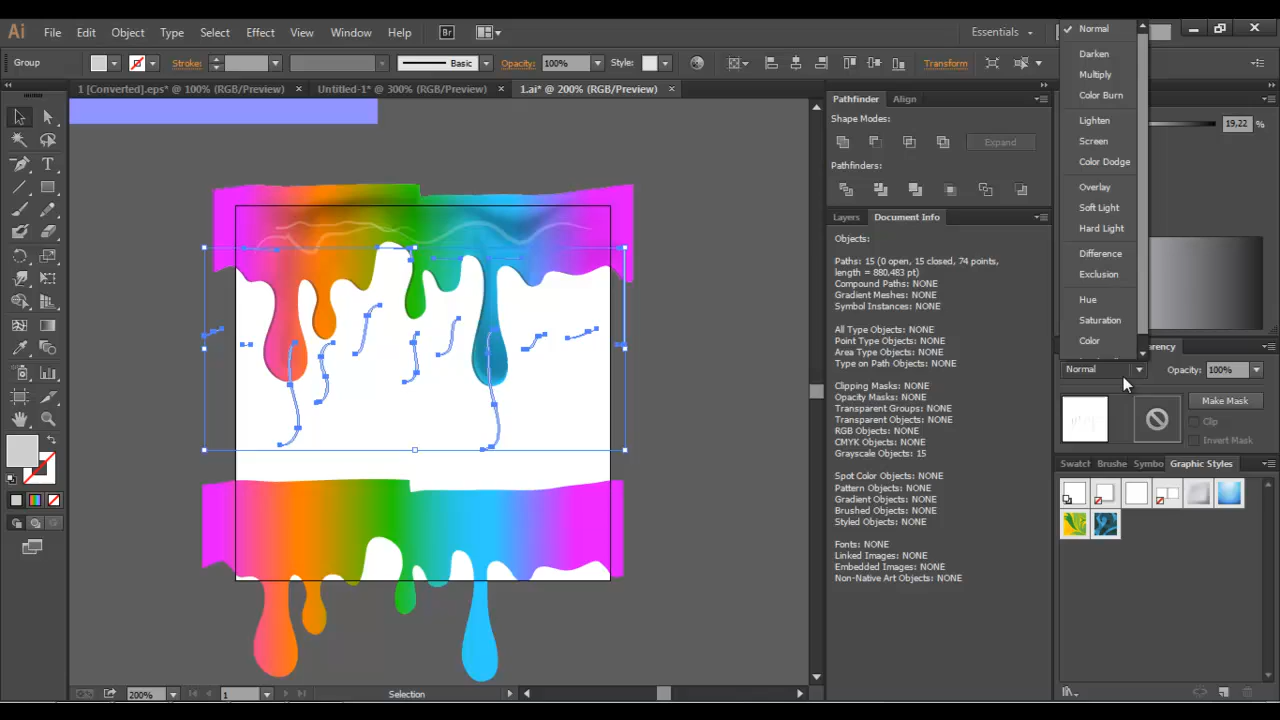 Ai File Edit Object Type Select Effect View Window Help Br Essentials
Group Stroke: Basic Opacity: 100% Style: Transform
1 [Converted].eps* @ 100% (RGB/Preview) × Untitled-1* @ 300% (RGB/Preview) × 1.ai* @ 200% (RGB/Preview) ×
Pathfinder Align
Shape Modes:
Expand
Pathfinders:
Layers Document Info
Objects:
Paths: 15 (0 open, 15 closed, 74 points,
length = 880,483 pt)
Compound Paths: NONE
Gradient Meshes: NONE
Symbol Instances: NONE
All Type Objects: NONE
Point Type Objects: NONE
Area Type Objects: NONE
Type on Path Objects: NONE
Clipping Masks: NONE
Opacity Masks: NONE
Transparent Groups: NONE
Transparent Objects: NONE
RGB Objects: NONE
CMYK Objects: NONE
Grayscale Objects: 15
Spot Color Objects: NONE
Pattern Objects: NONE
Gradient Objects: NONE
Brushed Objects: NONE
Styled Objects: NONE
Fonts: NONE
Linked Images: NONE
Embedded Images: NONE
Non-Native Art Objects: NONE
Normal
Darken
Multiply
Color Burn
Lighten
Screen
Color Dodge
Overlay
Soft Light
Hard Light
Difference
Exclusion
Hue
Saturation
Color
19,22 %
Normal Opacity: 100%
Make Mask
Clip
Invert Mask
Swatch Brushe Symbo Graphic Styles
200% 1 Selection